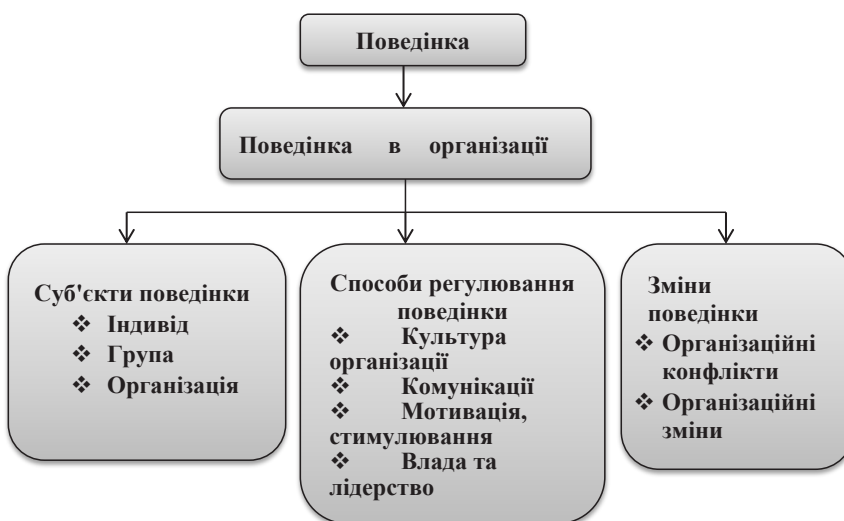 Поведінка
Поведінка в організації
Суб'єкти поведінки
❖ Індивід
❖ Група
❖ Організація
Способи регулювання
поведінки
❖ Культура
організації
❖ Комунікації
❖ Мотивація,
стимулювання
❖ Влада та
лідерство
Зміни
поведінки
❖ Організаційні
конфлікти
❖ Організаційні
зміни